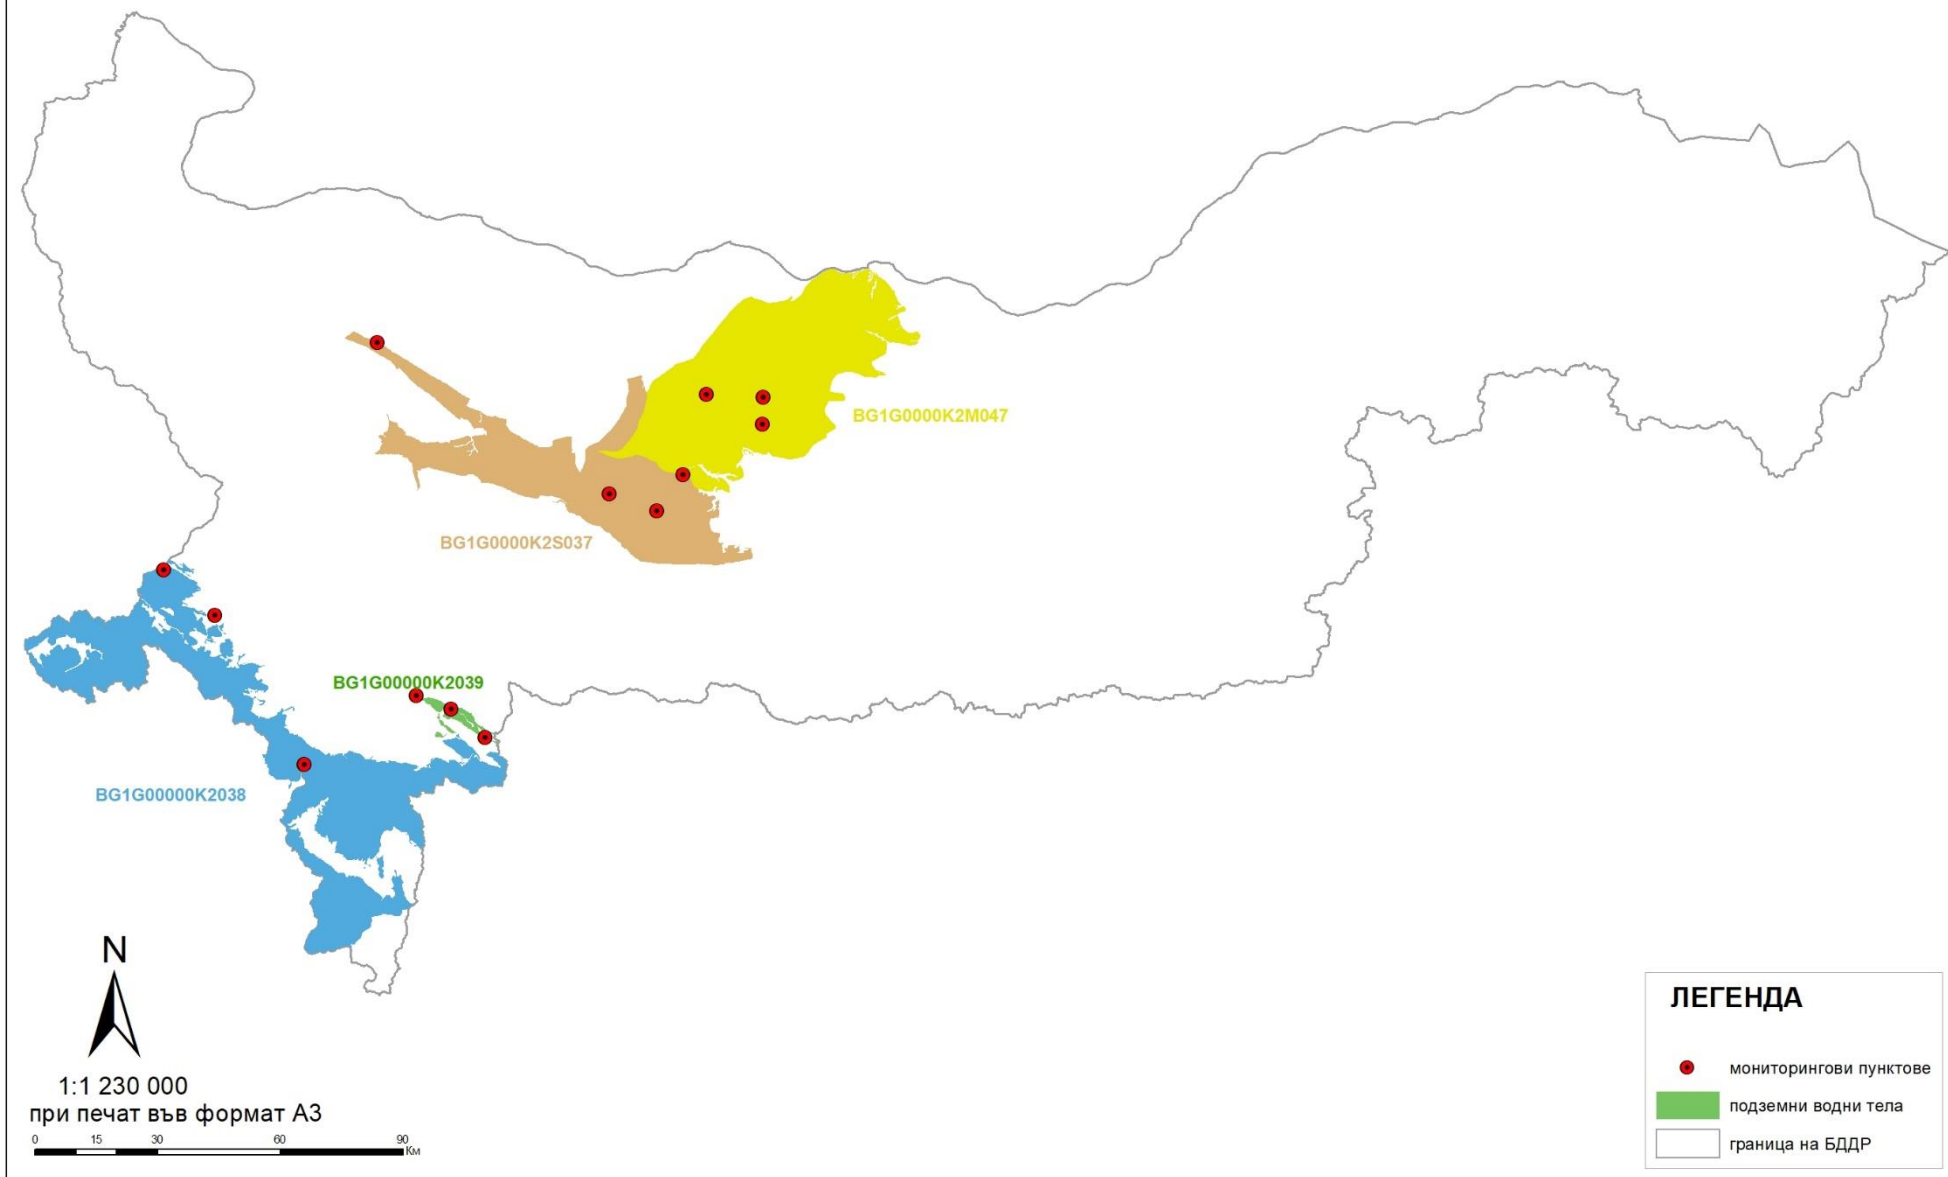 BG1G0000K2M047
BG1G0000K2S037
BG1G00000K2039
BG1G00000K2038
N
1:1 230 000
при печат във формат А3
0 15 30 60 90
Км
ЛЕГЕНДА
мониторингови пунктове
подземни водни тела
граница на БДДР